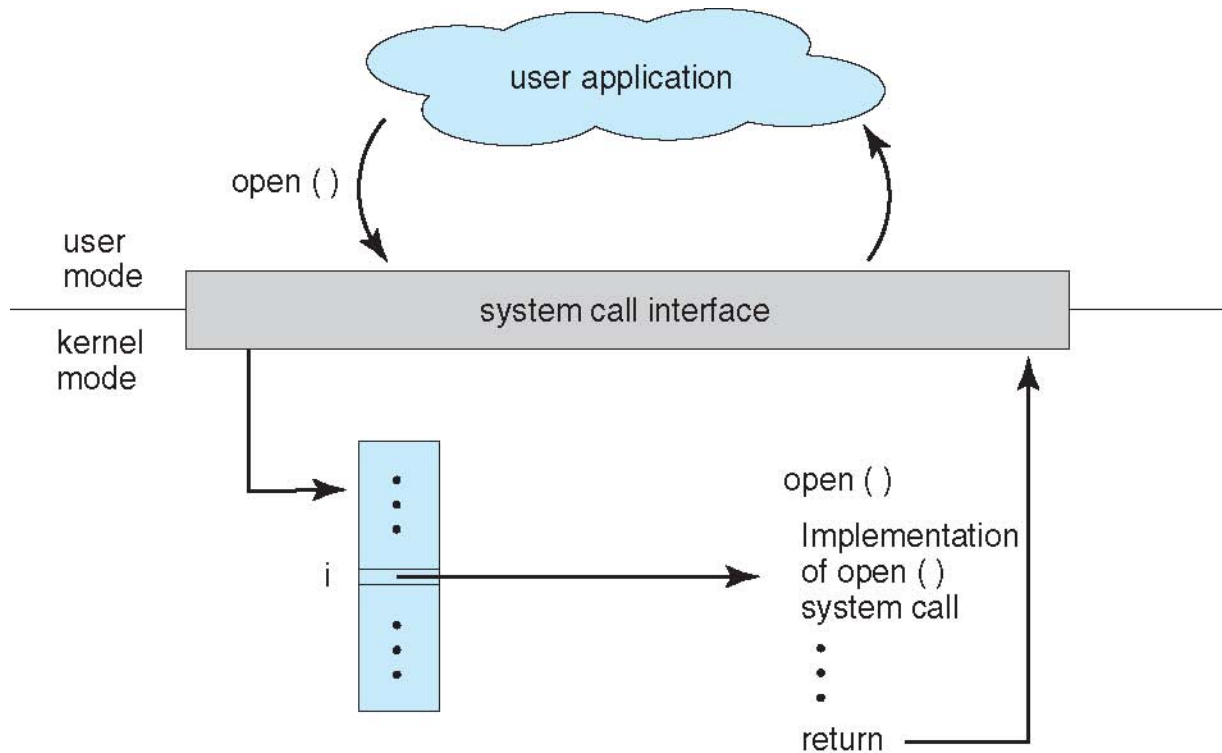 user application
open ( )
user
mode
system call interface
kernel
mode
open ( )
Implementation
of open ( )
system call
i
return